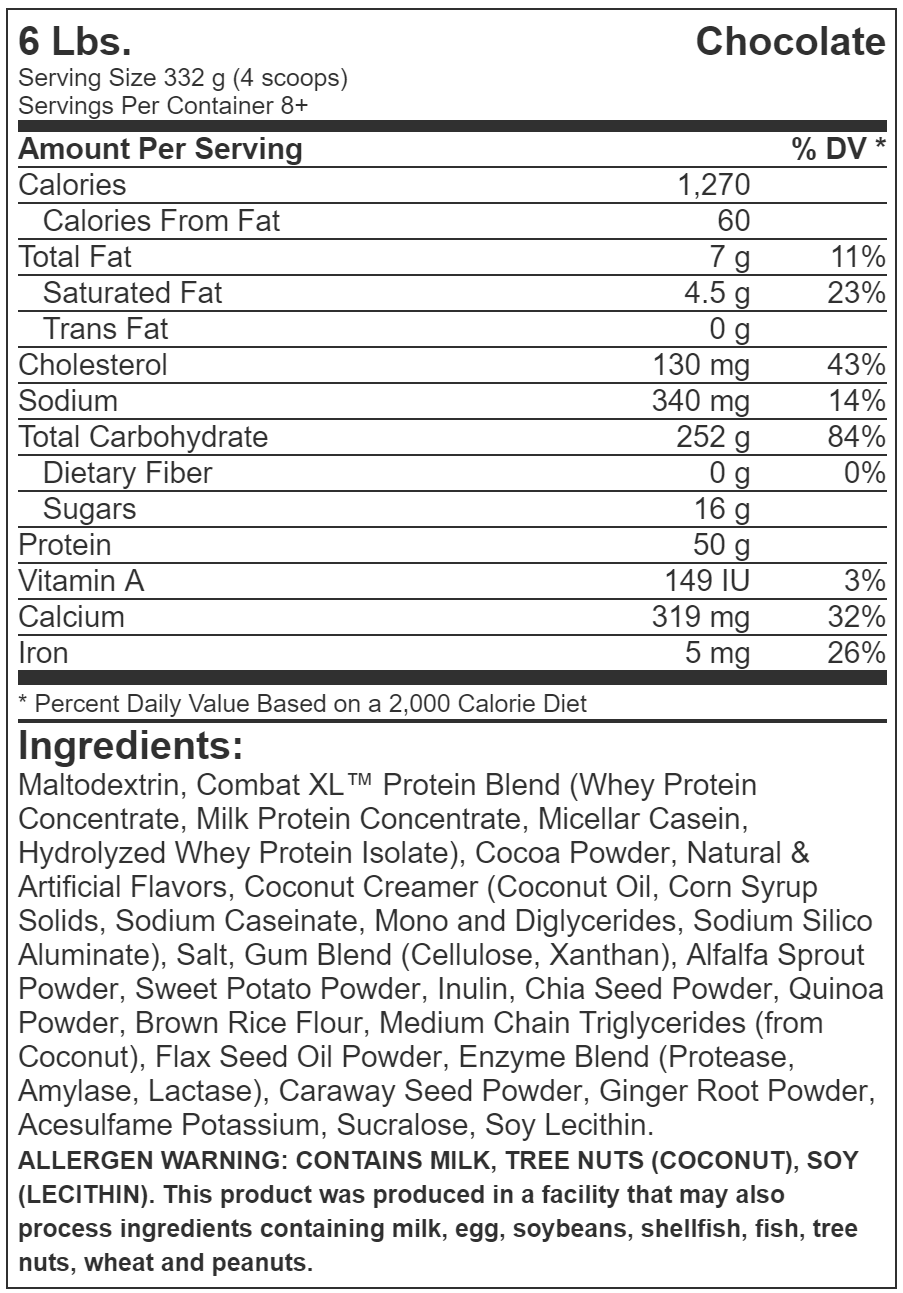 6 Lbs. Chocolate
Serving Size 332 g (4 scoops)
Servings Per Container 8+
Amount Per Serving % DV *
Calories 1,270
Calories From Fat 60
Total Fat 7 g 11%
Saturated Fat 4.5 g 23%
Trans Fat 0 g
Cholesterol 130 mg 43%
Sodium 340 mg 14%
Total Carbohydrate 252 g 84%
Dietary Fiber 0 g 0%
Sugars 16 g
Protein 50 g
Vitamin A 149 IU 3%
Calcium 319 mg 32%
Iron 5 mg 26%
* Percent Daily Value Based on a 2,000 Calorie Diet
Ingredients:
Maltodextrin, Combat XL™ Protein Blend (Whey Protein
Concentrate, Milk Protein Concentrate, Micellar Casein,
Hydrolyzed Whey Protein Isolate), Cocoa Powder, Natural &
Artificial Flavors, Coconut Creamer (Coconut Oil, Corn Syrup
Solids, Sodium Caseinate, Mono and Diglycerides, Sodium Silico
Aluminate), Salt, Gum Blend (Cellulose, Xanthan), Alfalfa Sprout
Powder, Sweet Potato Powder, Inulin, Chia Seed Powder, Quinoa
Powder, Brown Rice Flour, Medium Chain Triglycerides (from
Coconut), Flax Seed Oil Powder, Enzyme Blend (Protease,
Amylase, Lactase), Caraway Seed Powder, Ginger Root Powder,
Acesulfame Potassium, Sucralose, Soy Lecithin.
ALLERGEN WARNING: CONTAINS MILK, TREE NUTS (COCONUT), SOY
(LECITHIN). This product was produced in a facility that may also
process ingredients containing milk, egg, soybeans, shellfish, fish, tree
nuts, wheat and peanuts.